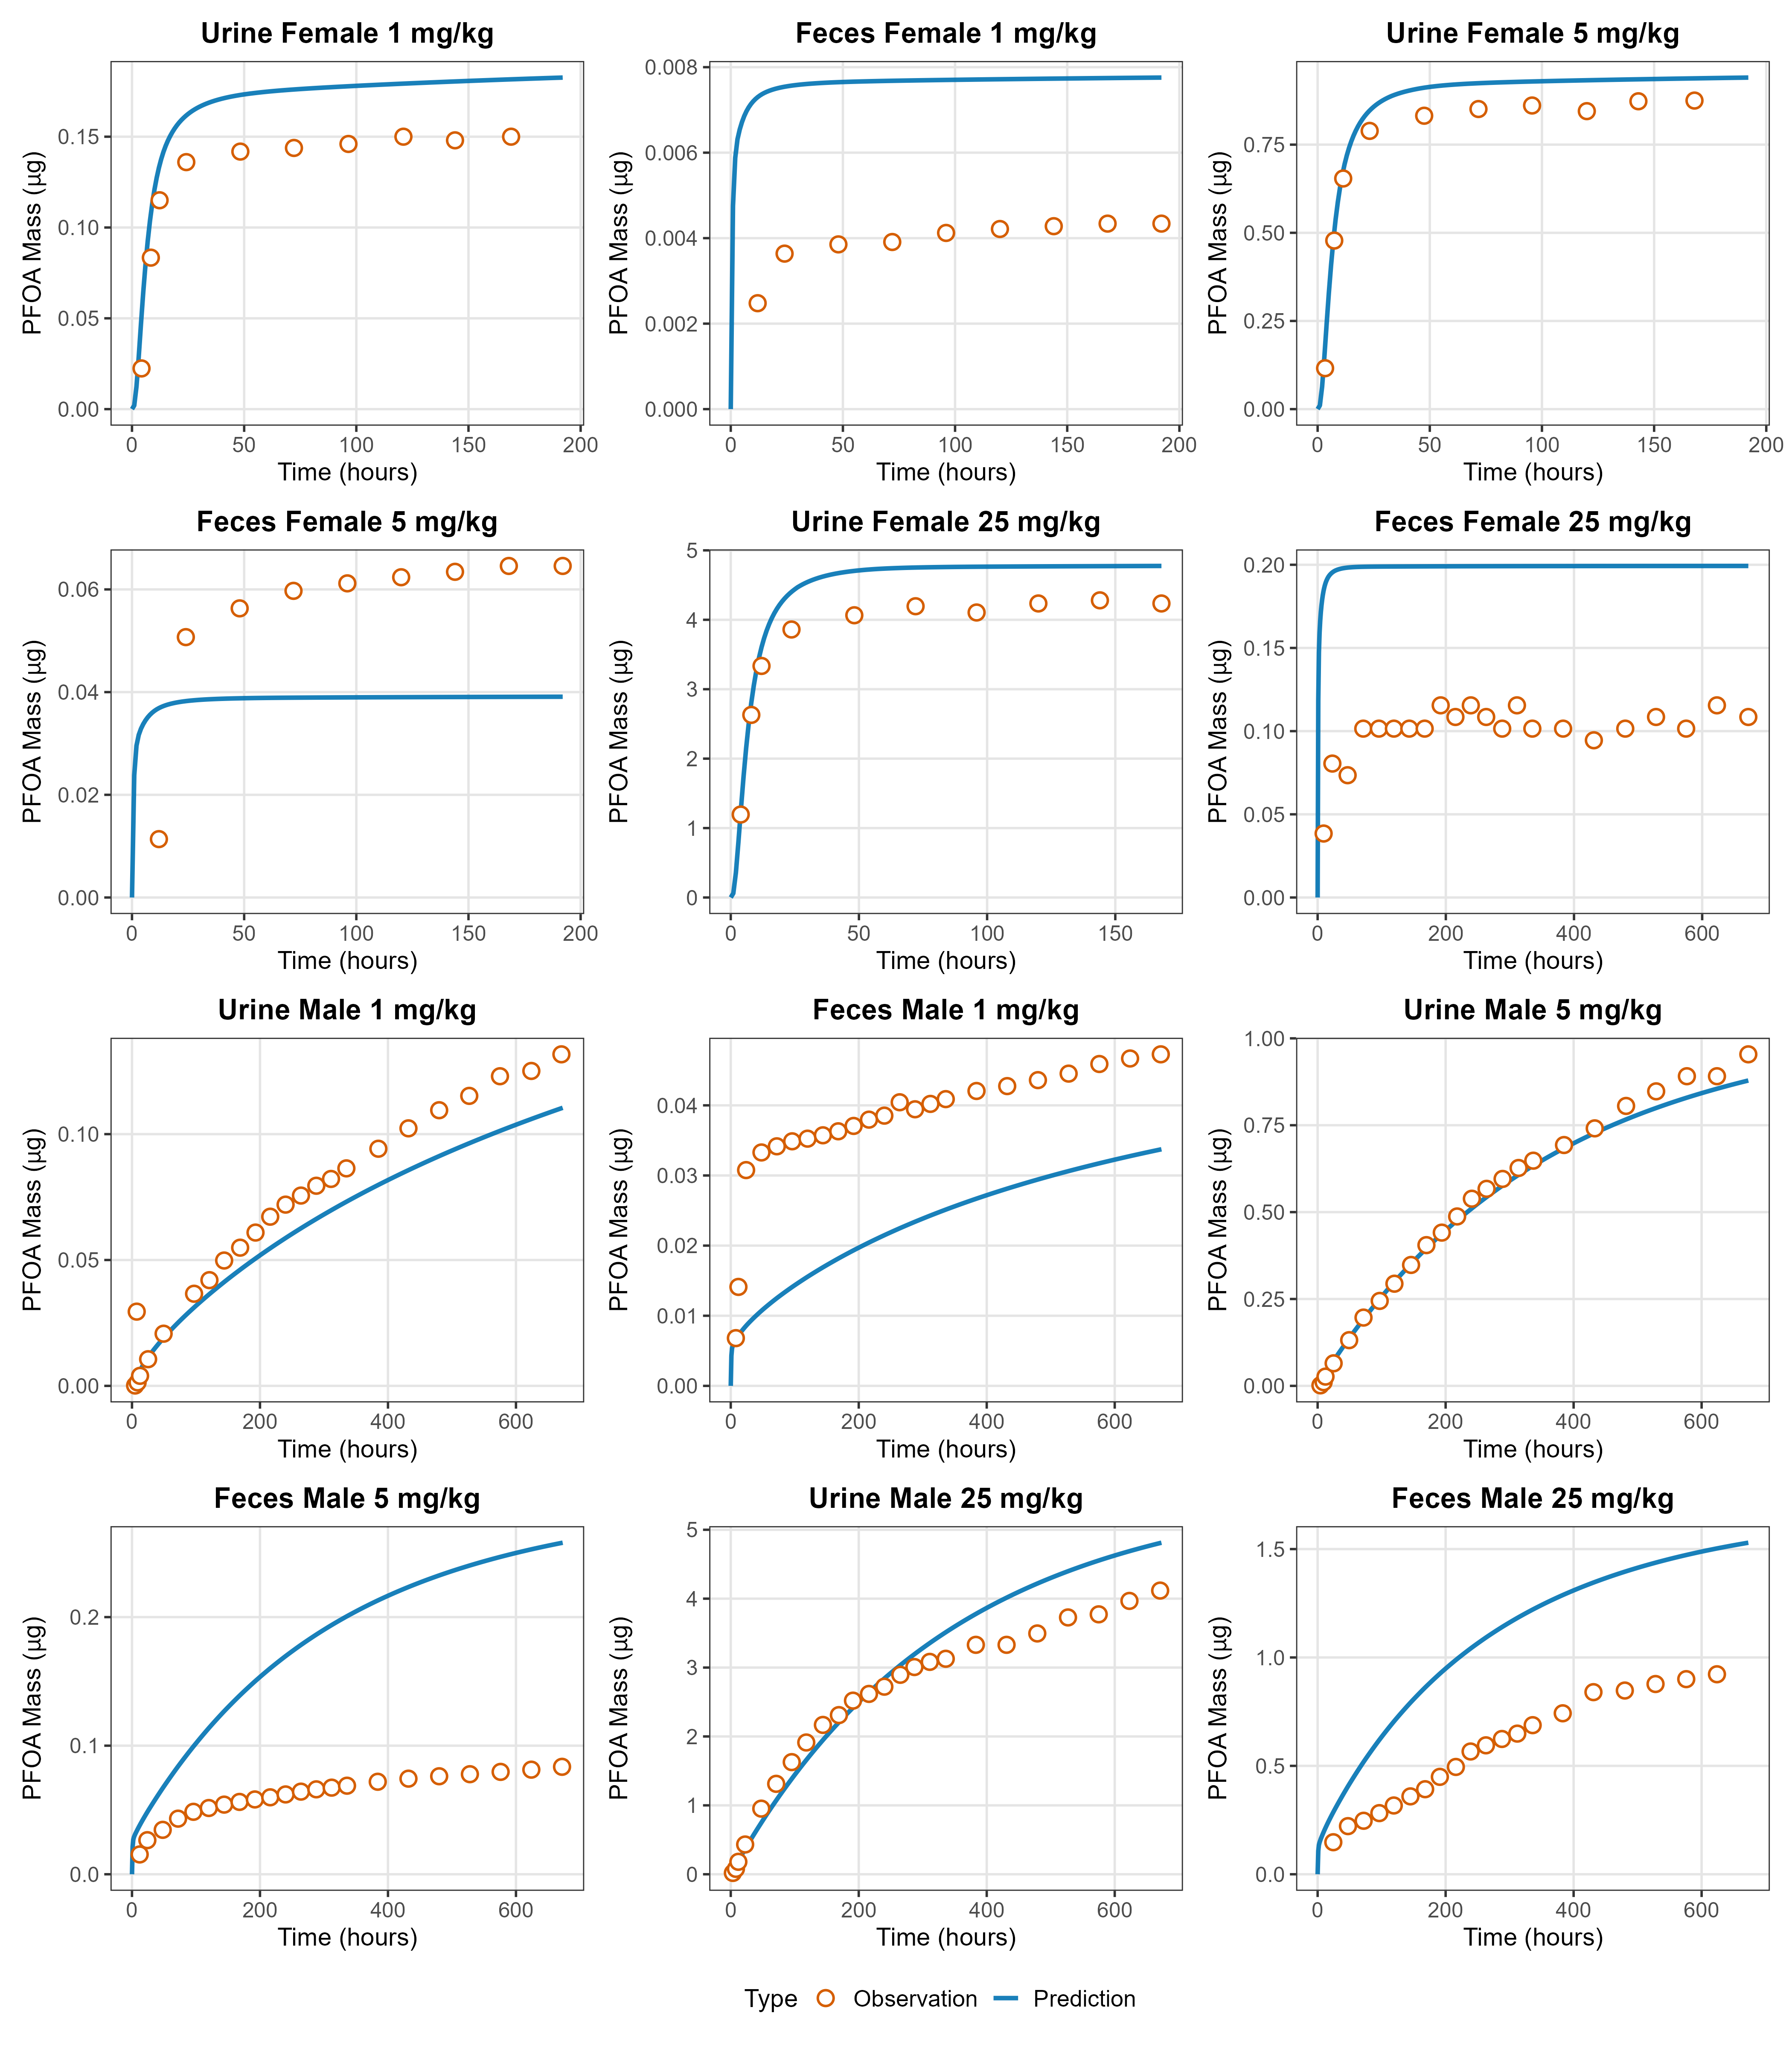 Urine Female 1 mg/kg
PFOA Mass (µg)
0.15
0.10
0.05
0.00
0 50 100 150 200
Time (hours)
Feces Female 1 mg/kg
PFOA Mass (µg)
0.008
0.006
0.004
0.002
0.000
0 50 100 150 200
Time (hours)
Urine Female 5 mg/kg
PFOA Mass (µg)
0.75
0.50
0.25
0.00
0 50 100 150 200
Time (hours)
Feces Female 5 mg/kg
PFOA Mass (µg)
0.06
0.04
0.02
0.00
0 50 100 150 200
Time (hours)
Urine Female 25 mg/kg
PFOA Mass (µg)
5
4
3
2
1
0
0 50 100 150
Time (hours)
Feces Female 25 mg/kg
PFOA Mass (µg)
0.20
0.15
0.10
0.05
0.00
0 200 400 600
Time (hours)
Urine Male 1 mg/kg
PFOA Mass (µg)
0.10
0.05
0.00
0 200 400 600
Time (hours)
Feces Male 1 mg/kg
PFOA Mass (µg)
0.04
0.03
0.02
0.01
0.00
0 200 400 600
Time (hours)
Urine Male 5 mg/kg
PFOA Mass (µg)
1.00
0.75
0.50
0.25
0.00
0 200 400 600
Time (hours)
Feces Male 5 mg/kg
PFOA Mass (µg)
0.2
0.1
0.0
0 200 400 600
Time (hours)
Urine Male 25 mg/kg
PFOA Mass (µg)
5
4
3
2
1
0
0 200 400 600
Time (hours)
Feces Male 25 mg/kg
PFOA Mass (µg)
1.5
1.0
0.5
0.0
0 200 400 600
Time (hours)
Type Observation Prediction